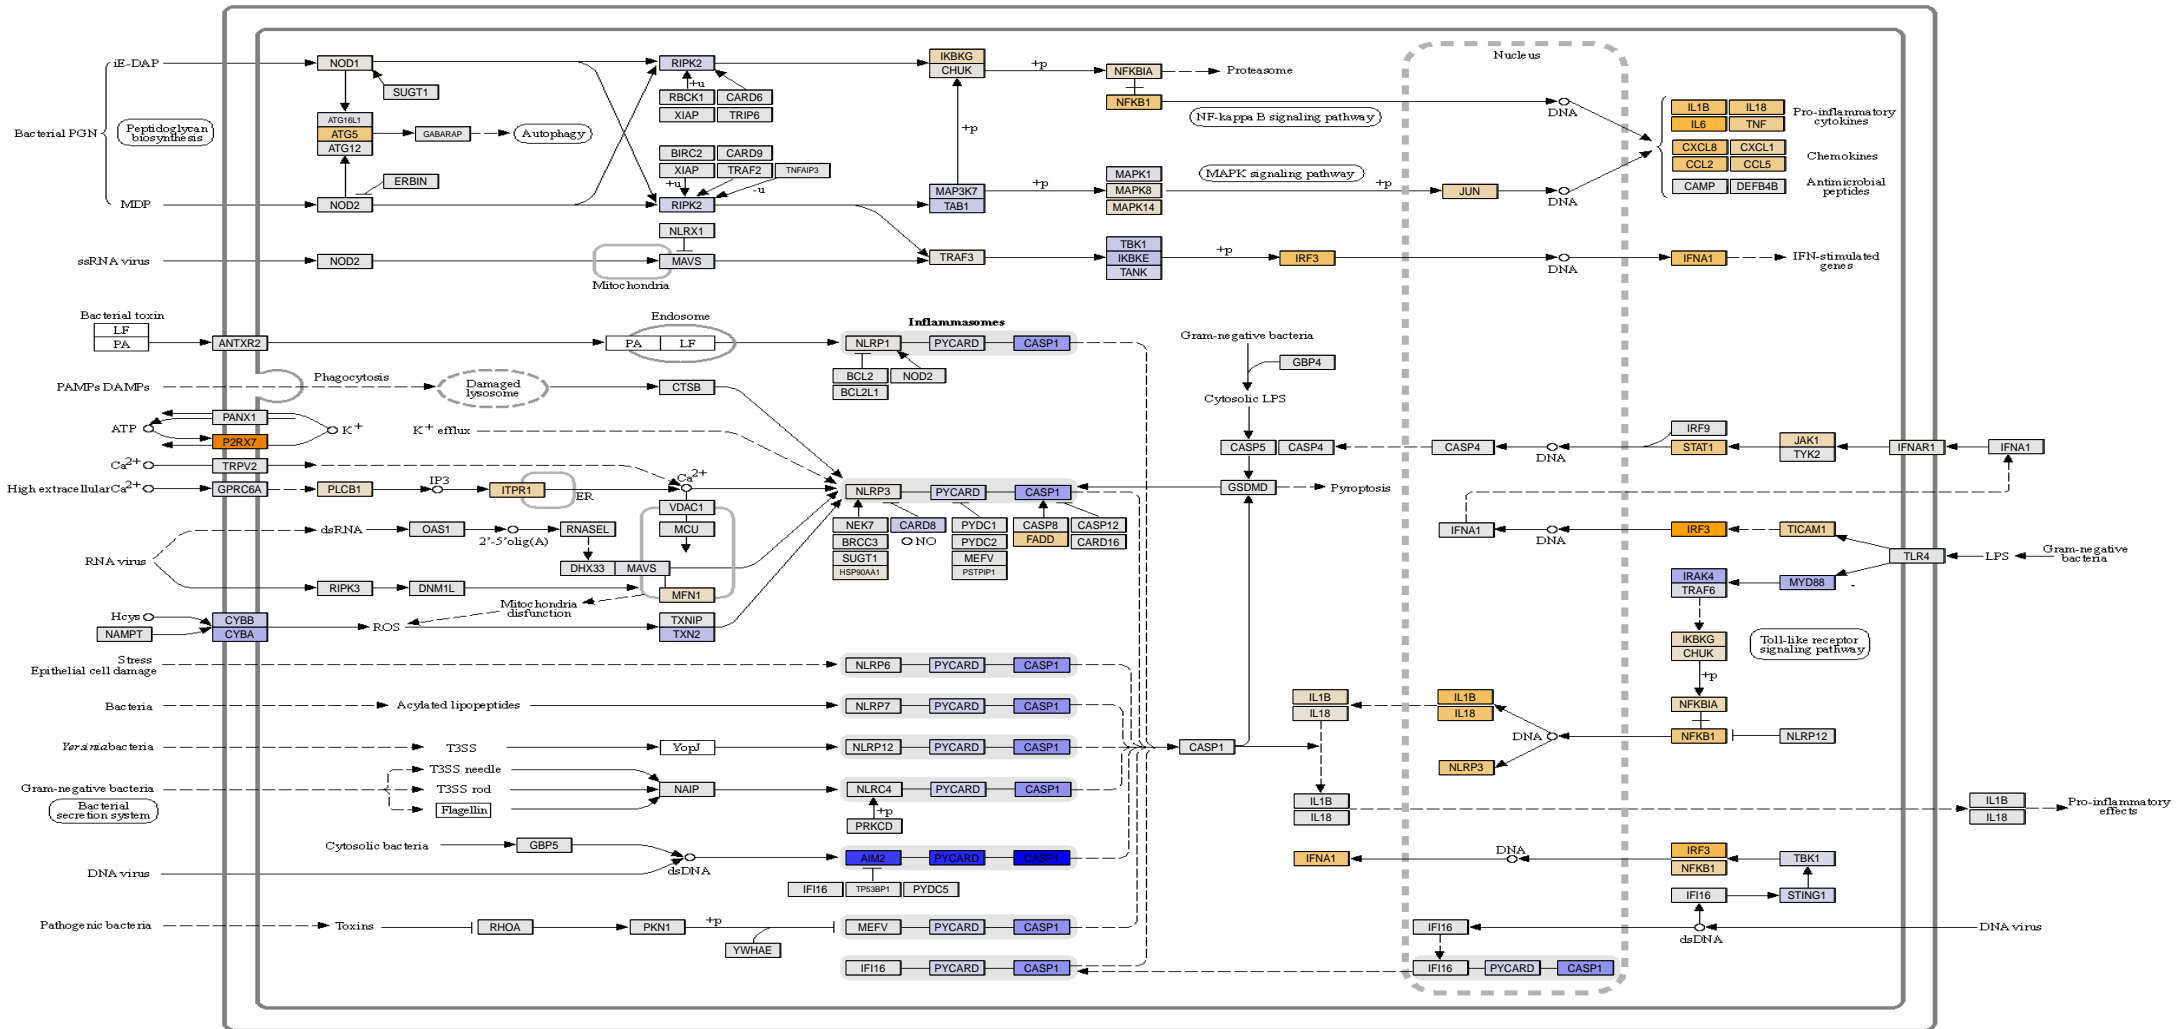 Nucleus
iE-DAP
NOD1
SUGT1
Bacterial PGN
Peptidoglycan
biosynthesis
ATG16L1
ATG5
ATG12
GABARAP
Autophagy
ERBIN
MDP
NOD2
RIPK2
+u
RBCK1
CARD6
XIAP
TRIP6
BIRC2
CARD9
XIAP
TRAF2
TNFAIP3
+u
-u
RIPK2
NLRX1
ssRNA virus
NOD2
MAVS
Mitochondria
IKBKG
CHUK
+p
+p
MAP3K7
TAB1
+p
TRAF3
NFKBIA
Proteasome
NFKB1
NF-kappa B signaling pathway
DNA
MAPK1
MAPK8
MAPK14
MAPK signaling pathway
+p
JUN
DNA
TBK1
IKBKE
TANK
+p
IRF3
DNA
IL1B
IL18
IL6
TNF
Pro-inflammatory
cytokines
CXCL8
CXCL1
CCL2
CCL5
Chemokines
CAMP
DEFB4B
Antimicrobial
peptides
IFNA1
IFN-stimulated
genes
Bacterial toxin
LF
PA
ANTXR2
Endosome
PA
LF
Inflammasomes
NLRP1
PYCARD
CASP1
BCL2
NOD2
BCL2L1
PAMPs DAMPs
Phagocytosis
Damaged
lysosome
CTSB
PANX1
ATP
P2RX7
K+
K+ efflux
Ca2+
TRPV2
High extracellularCa2+
GPRC6A
PLCB1
IP3
ITPR1
ER
Ca2+
VDAC1
MCU
NLRP3
PYCARD
CASP1
NEK7
CARD8
PYDC1
CASP8
CASP12
BRCC3
NO
PYDC2
FADD
CARD16
SUGT1
MEFV
HSP90AA1
PSTPIP1
RNA virus
dsRNA
OAS1
2'-5'olig(A)
RNASEL
DHX33
MAVS
RIPK3
DNM1L
MFN1
Mitochondria
disfunction
Hcys
NAMPT
CYBB
CYBA
ROS
TXNIP
TXN2
Gram-negative bacteria
GBP4
Cytosolic LPS
CASP5
CASP4
CASP4
DNA
IRF9
STAT1
JAK1
TYK2
IFNAR1
IFNA1
GSDMD
Pyroptosis
IFNA1
DNA
IRF3
TICAM1
TLR4
LPS
Gram-negative
bacteria
IRAK4
TRAF6
MYD88
-
IKBKG
CHUK
Toll-like receptor
signaling pathway
+p
NFKBIA
NFKB1
NLRP12
DNA
IL1B
IL18
NLRP3
IL1B
IL18
Stress
Epithelial cell damage
NLRP6
PYCARD
CASP1
Bacteria
Acylated lipopeptides
NLRP7
PYCARD
CASP1
Yersinia bacteria
T3SS
YopJ
NLRP12
PYCARD
CASP1
CASP1
Gram-negative bacteria
T3SS needle
T3SS rod
Flagellin
Bacterial
secretion system
NAIP
NLRC4
PYCARD
CASP1
+p
PRKCD
IL1B
IL18
IL1B
IL18
Pro-inflammatory
effects
Cytosolic bacteria
GBP5
DNA virus
dsDNA
AIM2
PYCARD
CASP1
IFI16
TP53BP1
PYDC5
IFNA1
DNA
IRF3
NFKB1
TBK1
IFI16
STING1
Pathogenic bacteria
Toxins
RHOA
PKN1
+p
YWHAE
MEFV
PYCARD
CASP1
IFI16
dsDNA
DNA virus
IFI16
PYCARD
CASP1
IFI16
PYCARD
CASP1